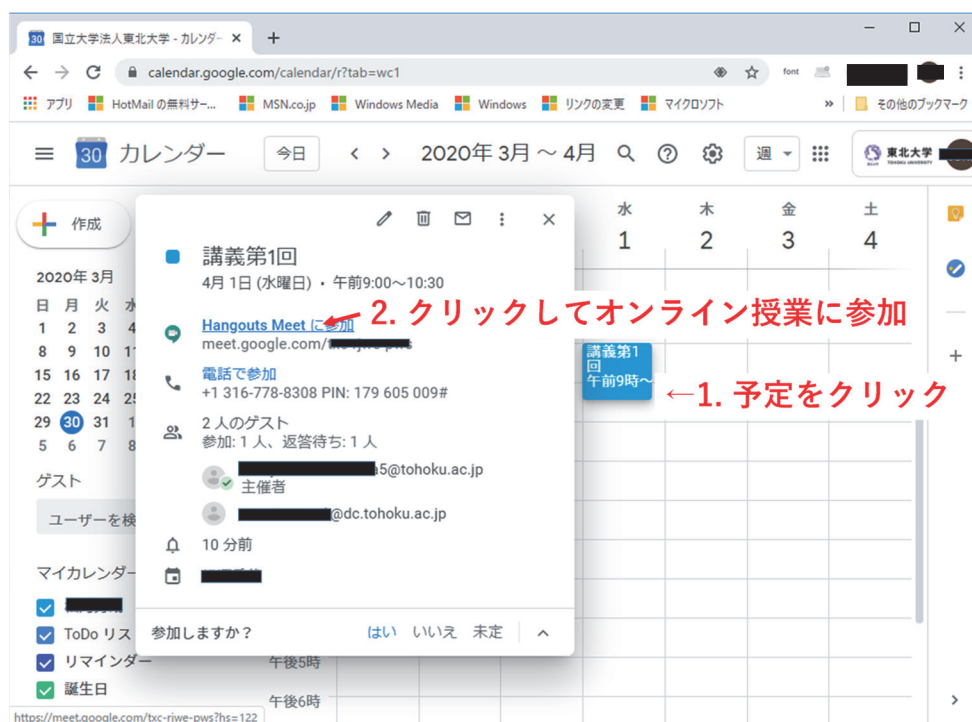 国立大学法人東北大学 - カレンダー
calendar.google.com/calendar/r?tab=wc1
font
アプリ HotMail の無料サー... MSN.co.jp Windows Media Windows リンクの変更 マイクロソフト » その他のブックマーク
30 カレンダー 今日 2020年 3月 ～ 4月 週 東北大学
TOHOKU UNIVERSITY
作成
水 木 金 土
1 2 3 4
2020年 3月
日 月 火 水
1 2 3 4
8 9 10
15 16 17
22 23 24
29 30 31 1
5 6 7 8
ゲスト
ユーザーを検
マイカレンダー
ToDo リス
リマインダー
誕生日
講義第1回
4月 1日 (水曜日) • 午前9:00～10:30
Hangouts Meet に参加
meet.google.com/
電話で参加
+1 316-778-8308 PIN: 179 605 009#
2 人のゲスト
参加: 1 人、返答待ち: 1 人
a5@tohoku.ac.jp
主催者
@dc.tohoku.ac.jp
10 分前
参加しますか？ はい いいえ 未定
2. クリックしてオンライン授業に参加
講義第1
回
午前9時～
←1. 予定をクリック
午後5時
午後6時
https://meet.google.com/txc-rjwe-pws?hs=122